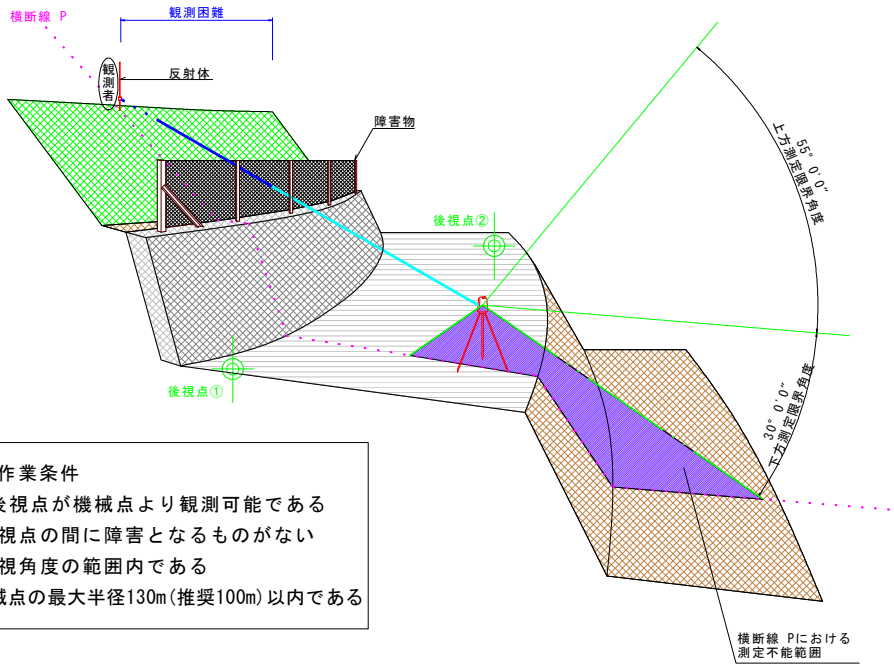 横断線 P
観測困難
観測者
反射体
障害物
後視点②
後視点①
55° 0′0″
上方測定限界角度
30° 0′0″
下方測定限界角度
作業条件
後視点が機械点より観測可能である
視点の間に障害となるものがない
視角度の範囲内である
械点の最大半径130m(推奨100m)以内である
横断線 Pにおける
測定不能範囲